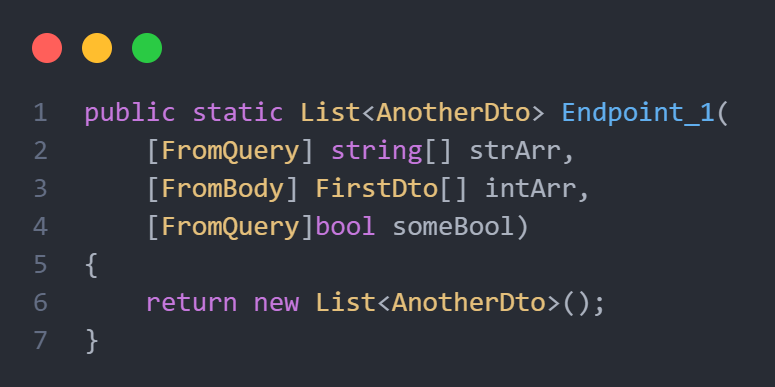 1 public static List<AnotherDto> Endpoint_1(
2 [FromQuery] string[] strArr,
3 [FromBody] FirstDto[] intArr,
4 [FromQuery]bool someBool)
5 {
6 return new List<AnotherDto>();
7 }